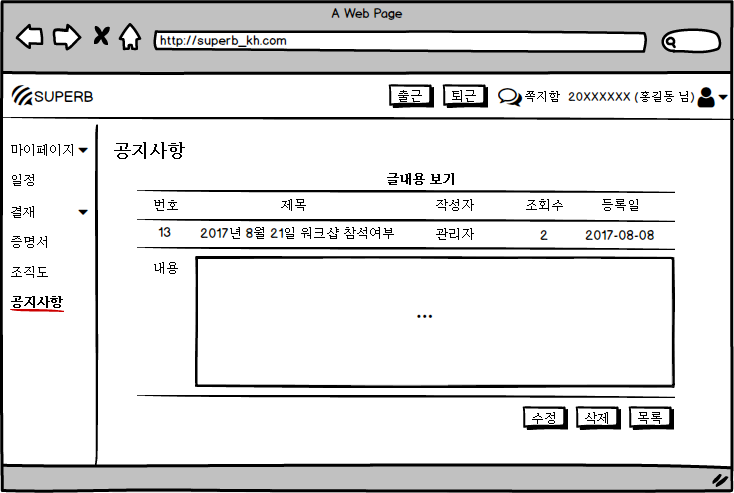 A Web Page
http://superb_kh.com
SUPERB
출근 퇴근 쪽지함 20XXXXXX (홍길동 님)
마이페이지
일정
결재
증명서
조직도
공지사항
공지사항
글내용 보기
번호 제목 작성자 조회수 등록일
13 2017년 8월 21일 워크샵 참석여부 관리자 2 2017-08-08
내용
...
수정 삭제 목록